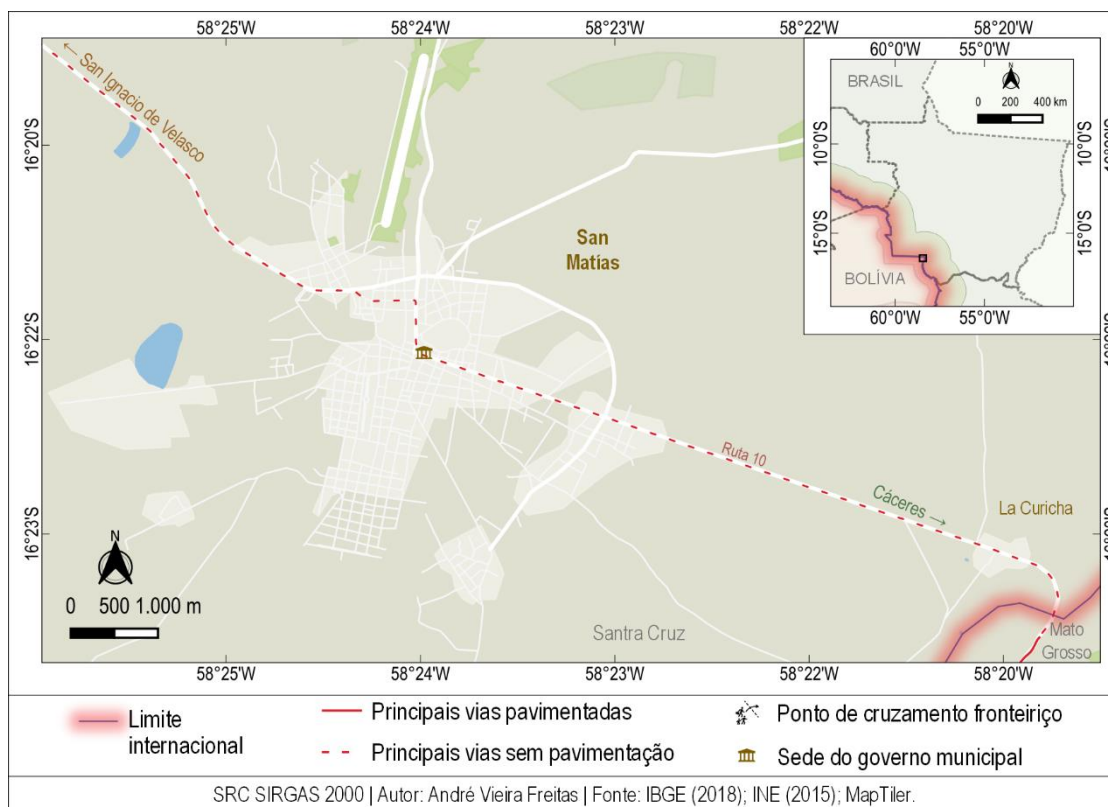 58°25'W 58°24'W 58°23'W 58°22'W 58°20'W
← San Ignacio de Velasco
16°20'S
San
Matías
16°22'S
16°23'S
Ruta 10
Cáceres →
La Curicha
Santra Cruz
Mato
Grosso
N
0 500 1.000 m
60°0'W 55°0'W
BRASIL
N
0 200 400 km
10°0'S 10°0'S
15°0'S 15°0'S
BOLÍVIA
60°0'W 55°0'W
58°25'W 58°24'W 58°23'W 58°22'W 58°20'W
Limite
internacional
Principais vias pavimentadas
Principais vias sem pavimentação
Ponto de cruzamento fronteiriço
Sede do governo municipal
SRC SIRGAS 2000 | Autor: André Vieira Freitas | Fonte: IBGE (2018); INE (2015); MapTiler.